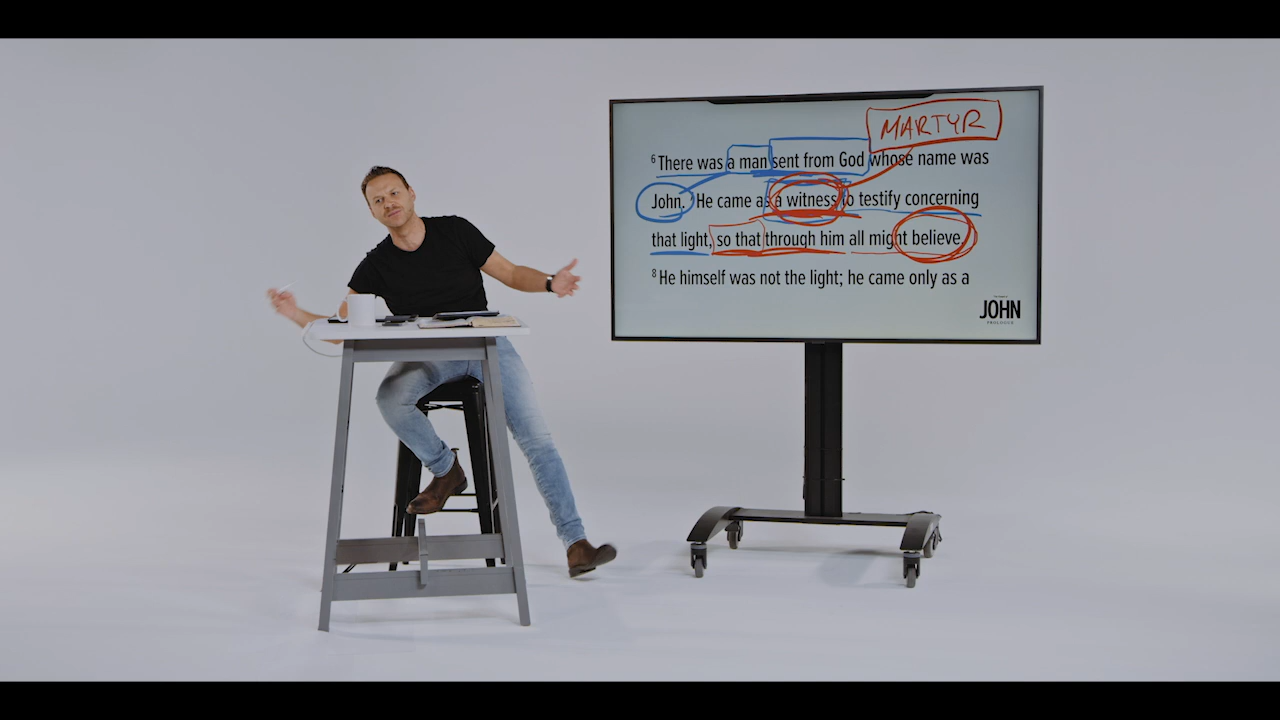 MARTYR
⁶ There was a man sent from God whose name was
John. ⁷ He came as a witness to testify concerning
that light, so that through him all might believe.
⁸ He himself was not the light; he came only as a
JOHN
PROLOGUE